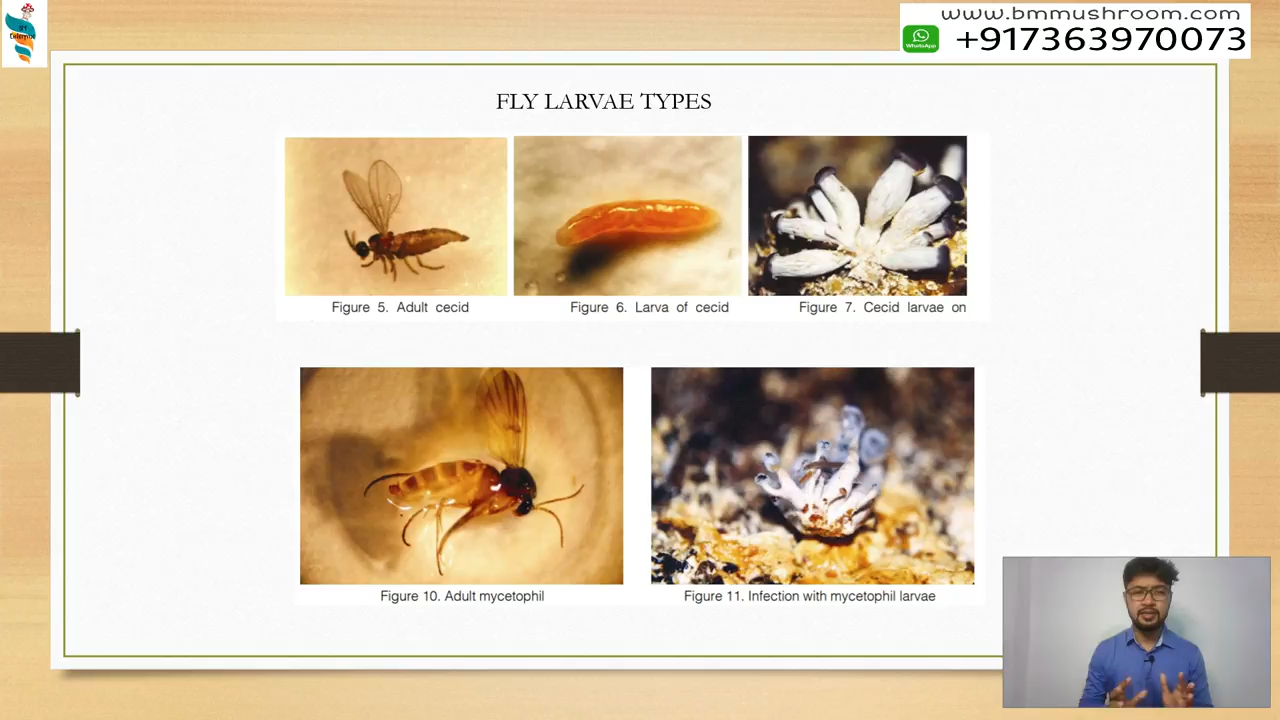 www.bmmushroom.com
WhatsApp
+917363970073
FLY LARVAE TYPES
Figure 5. Adult cecid
Figure 6. Larva of cecid
Figure 7. Cecid larvae on
Figure 10. Adult mycetophil
Figure 11. Infection with mycetophil larvae